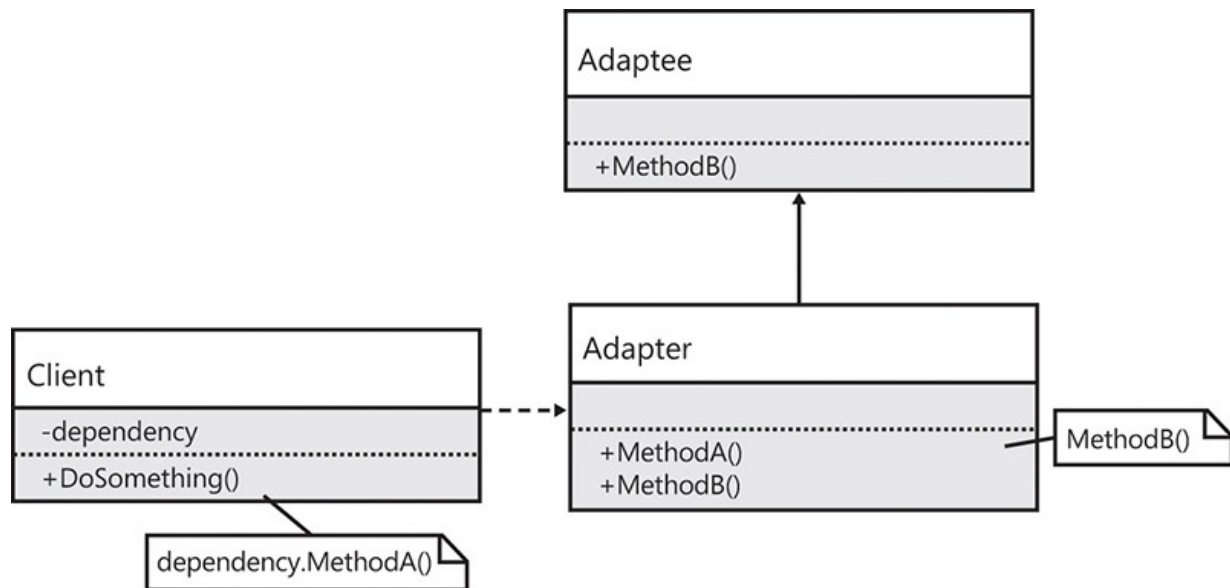 Adaptee
+MethodB()
Adapter
+MethodA()
+MethodB()
MethodB()
Client
-dependency
+DoSomething()
dependency.MethodA()